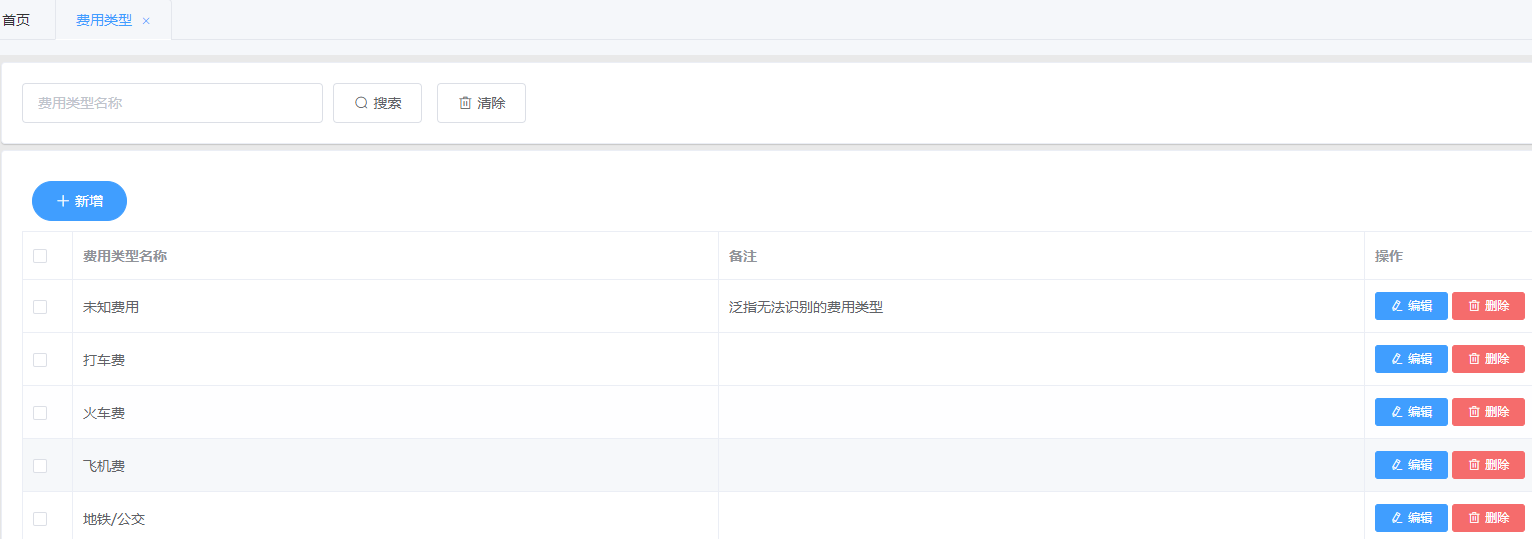 首页 费用类型 ×
费用类型名称 搜索 清除
新增
费用类型名称 备注 操作
未知费用 泛指无法识别的费用类型 编辑 删除
打车费 编辑 删除
火车费 编辑 删除
飞机费 编辑 删除
地铁/公交 编辑 删除